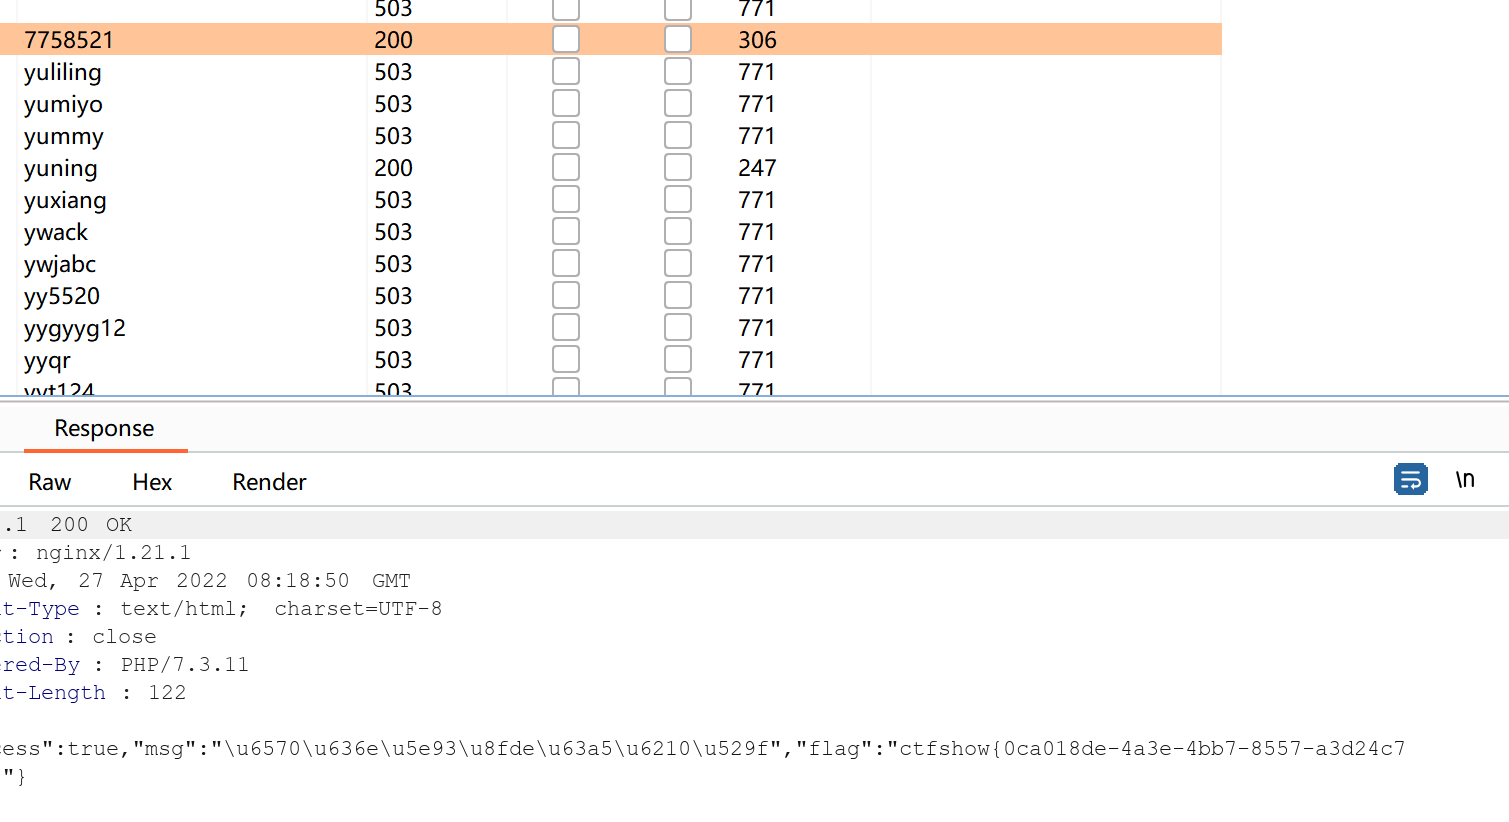 503 771
7758521 200 306
yuliling 503 771
yumiyo 503 771
yummy 503 771
yuning 200 247
yuxiang 503 771
ywack 503 771
ywjabc 503 771
yy5520 503 771
yygyyg12 503 771
yyqr 503 771
yyt124 503 771
Response
Raw Hex Render \n
.1 200 OK
: nginx/1.21.1
Wed, 27 Apr 2022 08:18:50 GMT
t-Type : text/html; charset=UTF-8
ction : close
ered-By : PHP/7.3.11
t-Length : 122
cess":true,"msg":"\u6570\u636e\u5e93\u8fde\u63a5\u6210\u529f","flag":"ctfshow{0ca018de-4a3e-4bb7-8557-a3d24c7
"}